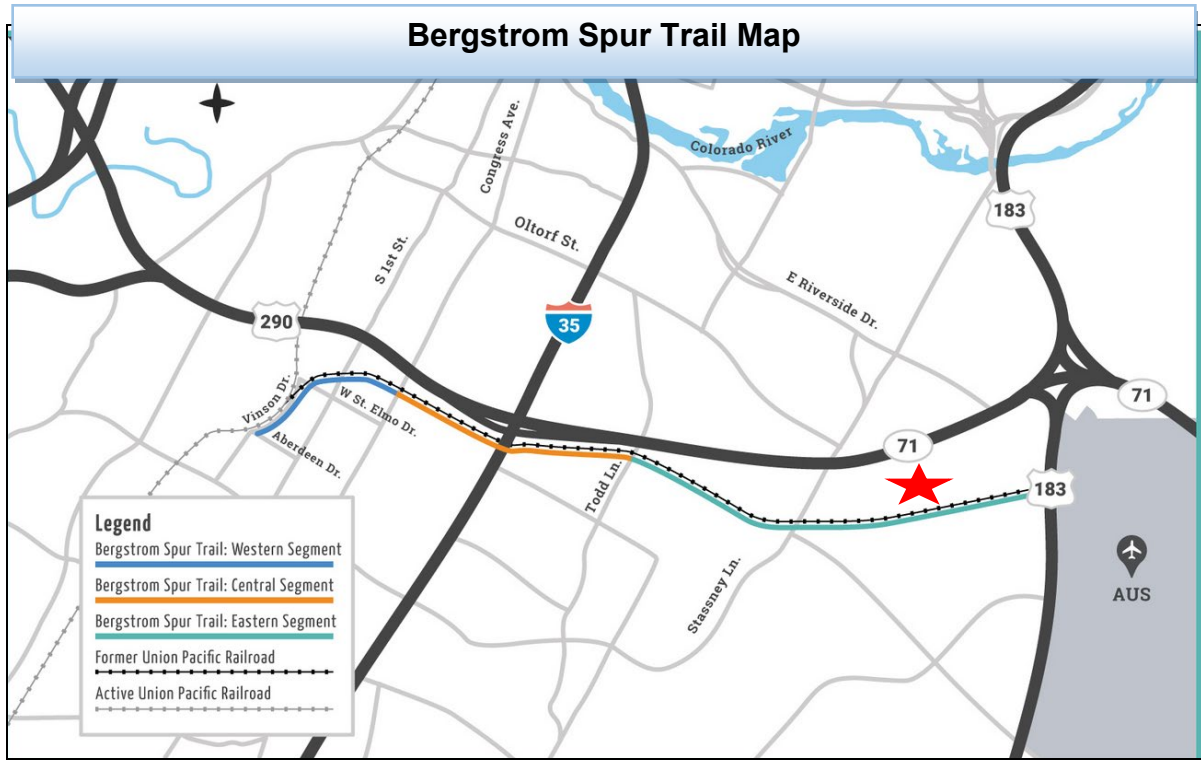 Bergstrom Spur Trail Map
Congress Ave.
Colorado River
183
Oltorf St.
S 1st St.
E Riverside Dr.
290
35
Vinson Dr.
W St. Elmo Dr.
71
71
Aberdeen Dr.
Todd Ln.
183
Stassney Ln.
AUS
Legend
Bergstrom Spur Trail: Western Segment
Bergstrom Spur Trail: Central Segment
Bergstrom Spur Trail: Eastern Segment
Former Union Pacific Railroad
Active Union Pacific Railroad